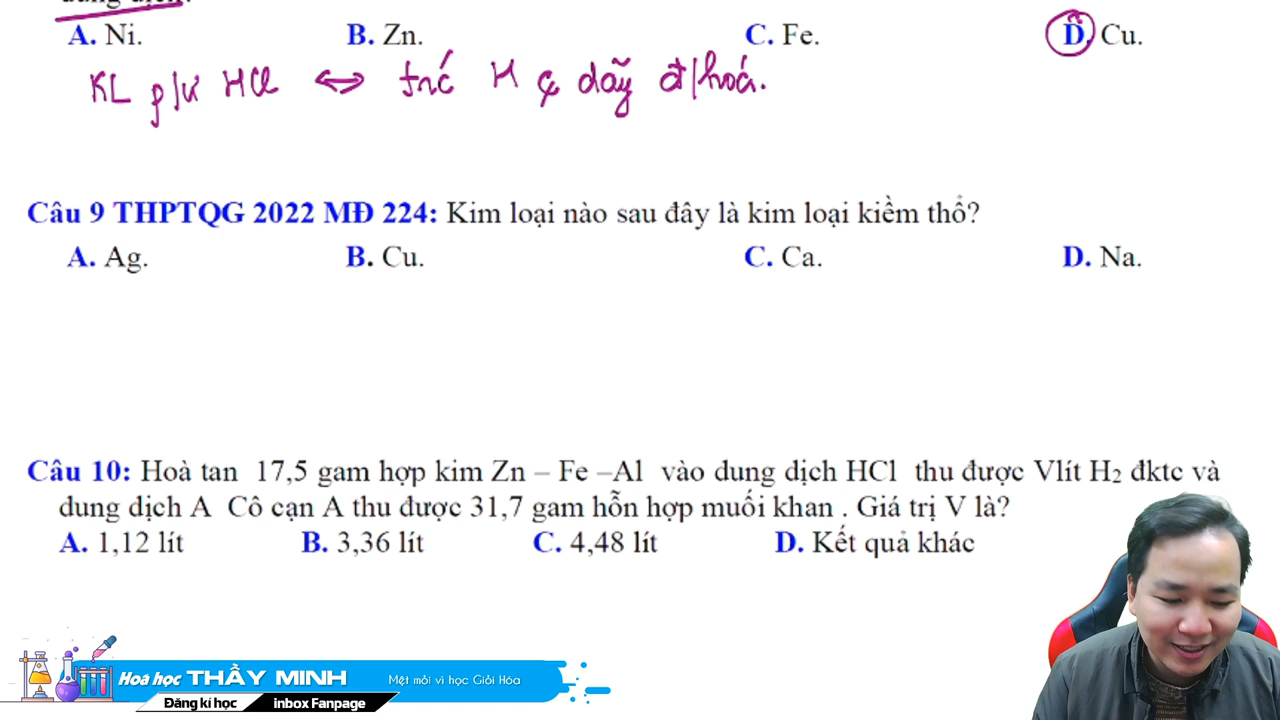 A. Ni. B. Zn. C. Fe. D. Cu.
KL p/ư HCl ⇔ trc H ç dãy đ/hoá.
Câu 9 THPTQG 2022 MĐ 224: Kim loại nào sau đây là kim loại kiềm thổ?
A. Ag. B. Cu. C. Ca. D. Na.
Câu 10: Hoà tan 17,5 gam hợp kim Zn – Fe –Al vào dung dịch HCl thu được Vlít H₂ đktc và
dung dịch A Cô cạn A thu được 31,7 gam hỗn hợp muối khan . Giá trị V là?
A. 1,12 lít B. 3,36 lít C. 4,48 lít D. Kết quả khác
Hoá học THẦY MINH Mệt mỏi vì học Giỏi Hóa
Đăng kí học inbox Fanpage